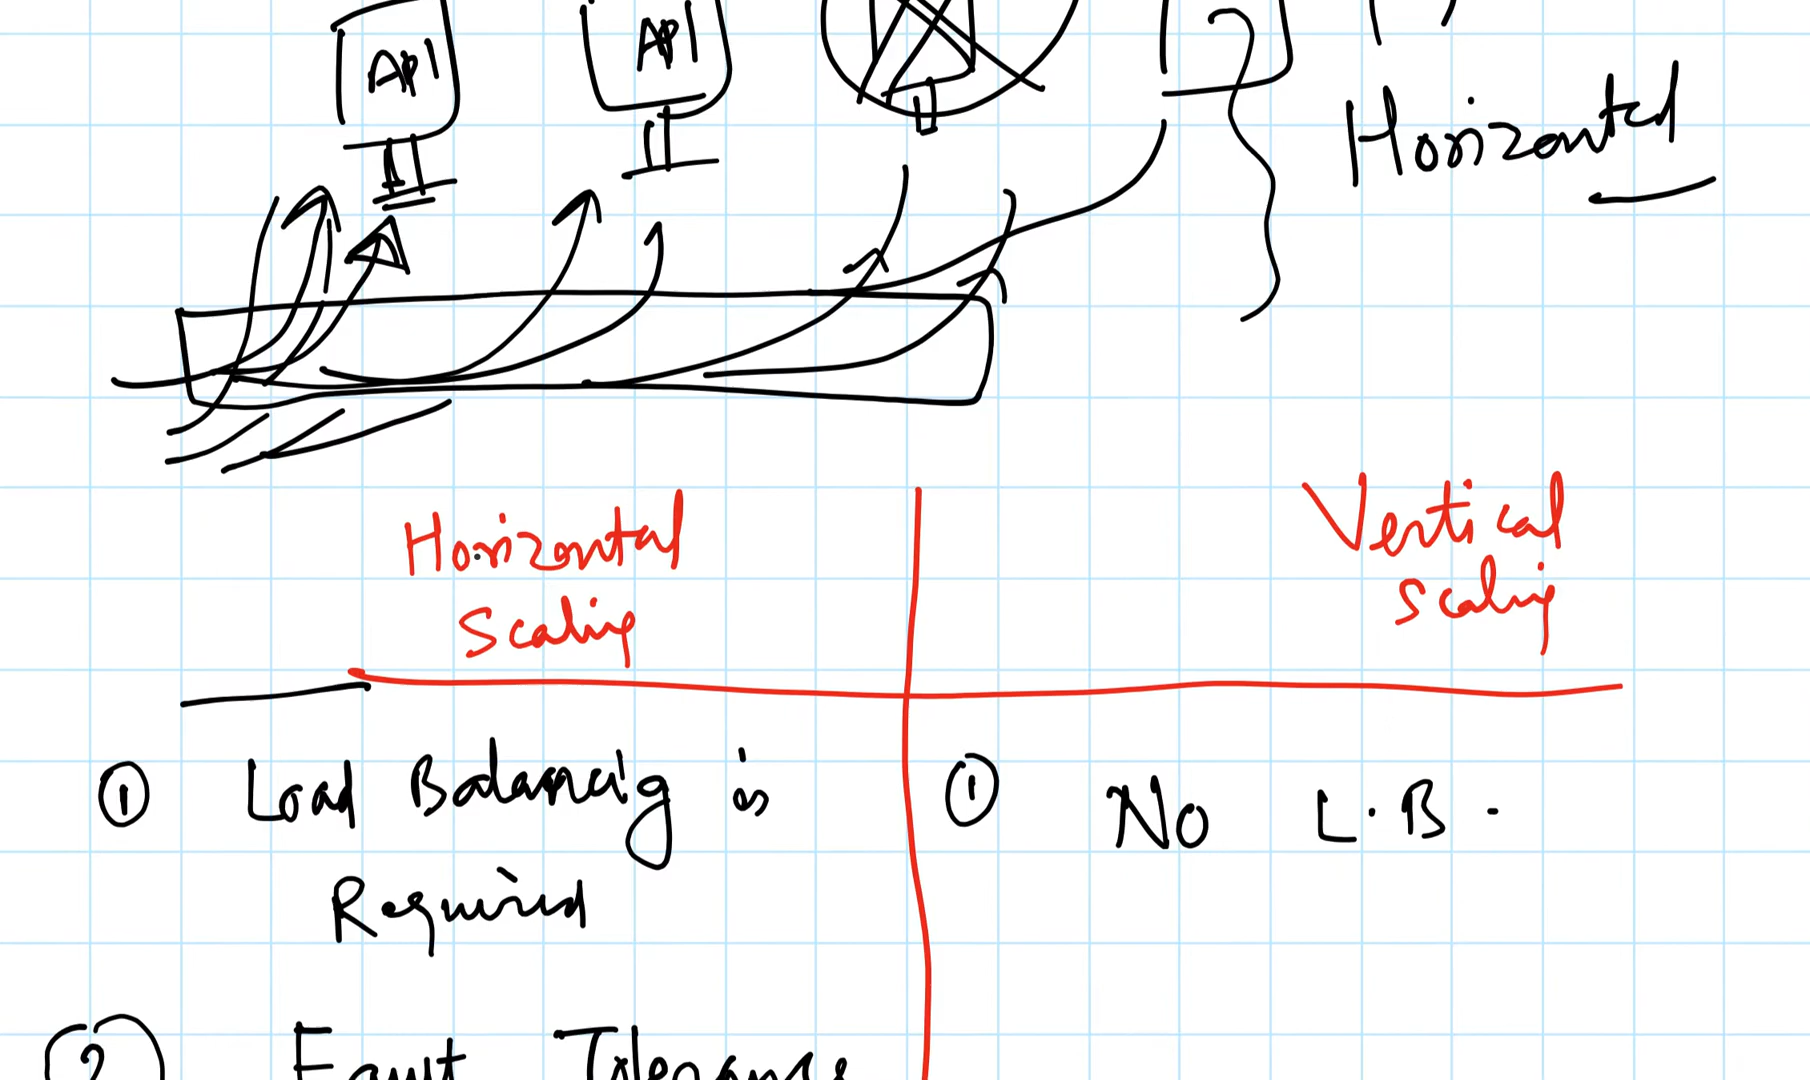 API
API
Horizontal
Horizontal
Scaling
Vertical
Scaling
① Load Balancing is
Required
① No L.B.
② Fault Tolerance